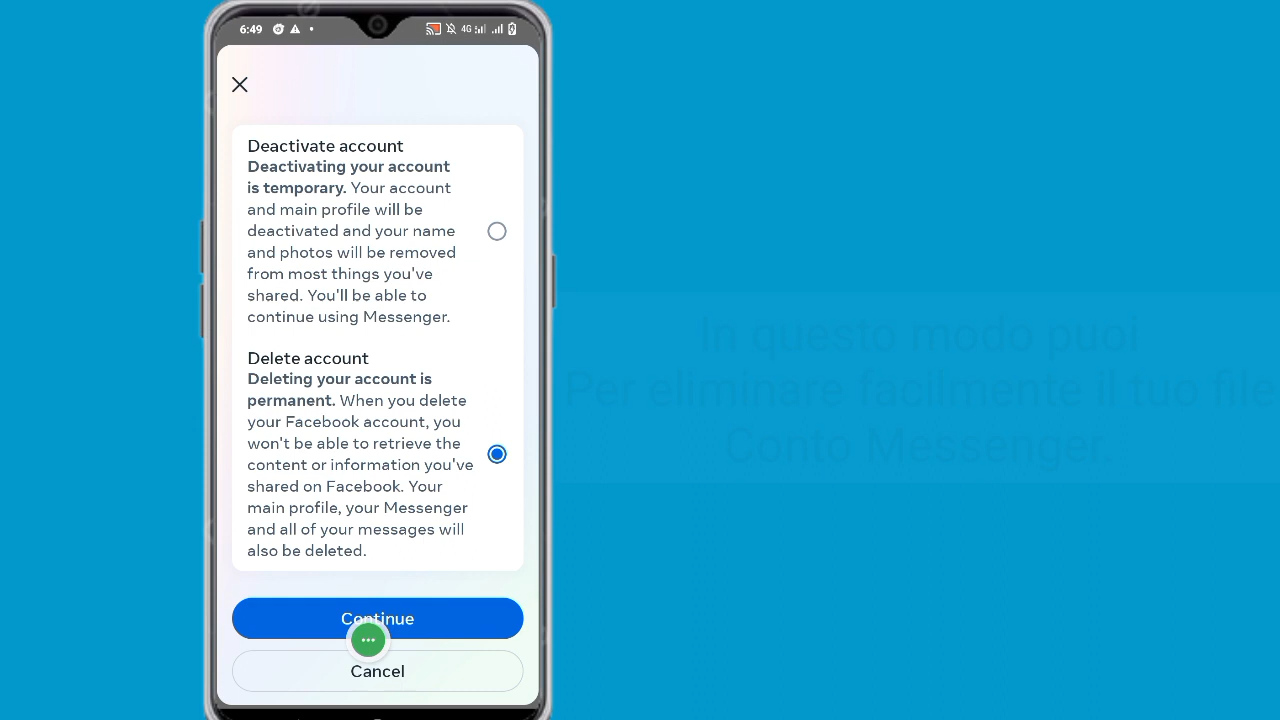 6:49
4G
Deactivate account
Deactivating your account
is temporary. Your account
and main profile will be
deactivated and your name
and photos will be removed
from most things you've
shared. You'll be able to
continue using Messenger.
Delete account
Deleting your account is
permanent. When you delete
your Facebook account, you
won't be able to retrieve the
content or information you've
shared on Facebook. Your
main profile, your Messenger
and all of your messages will
also be deleted.
Continue
Cancel
In questo modo puoi
Per eliminare facilmente il tuo file
Conto Messenger.